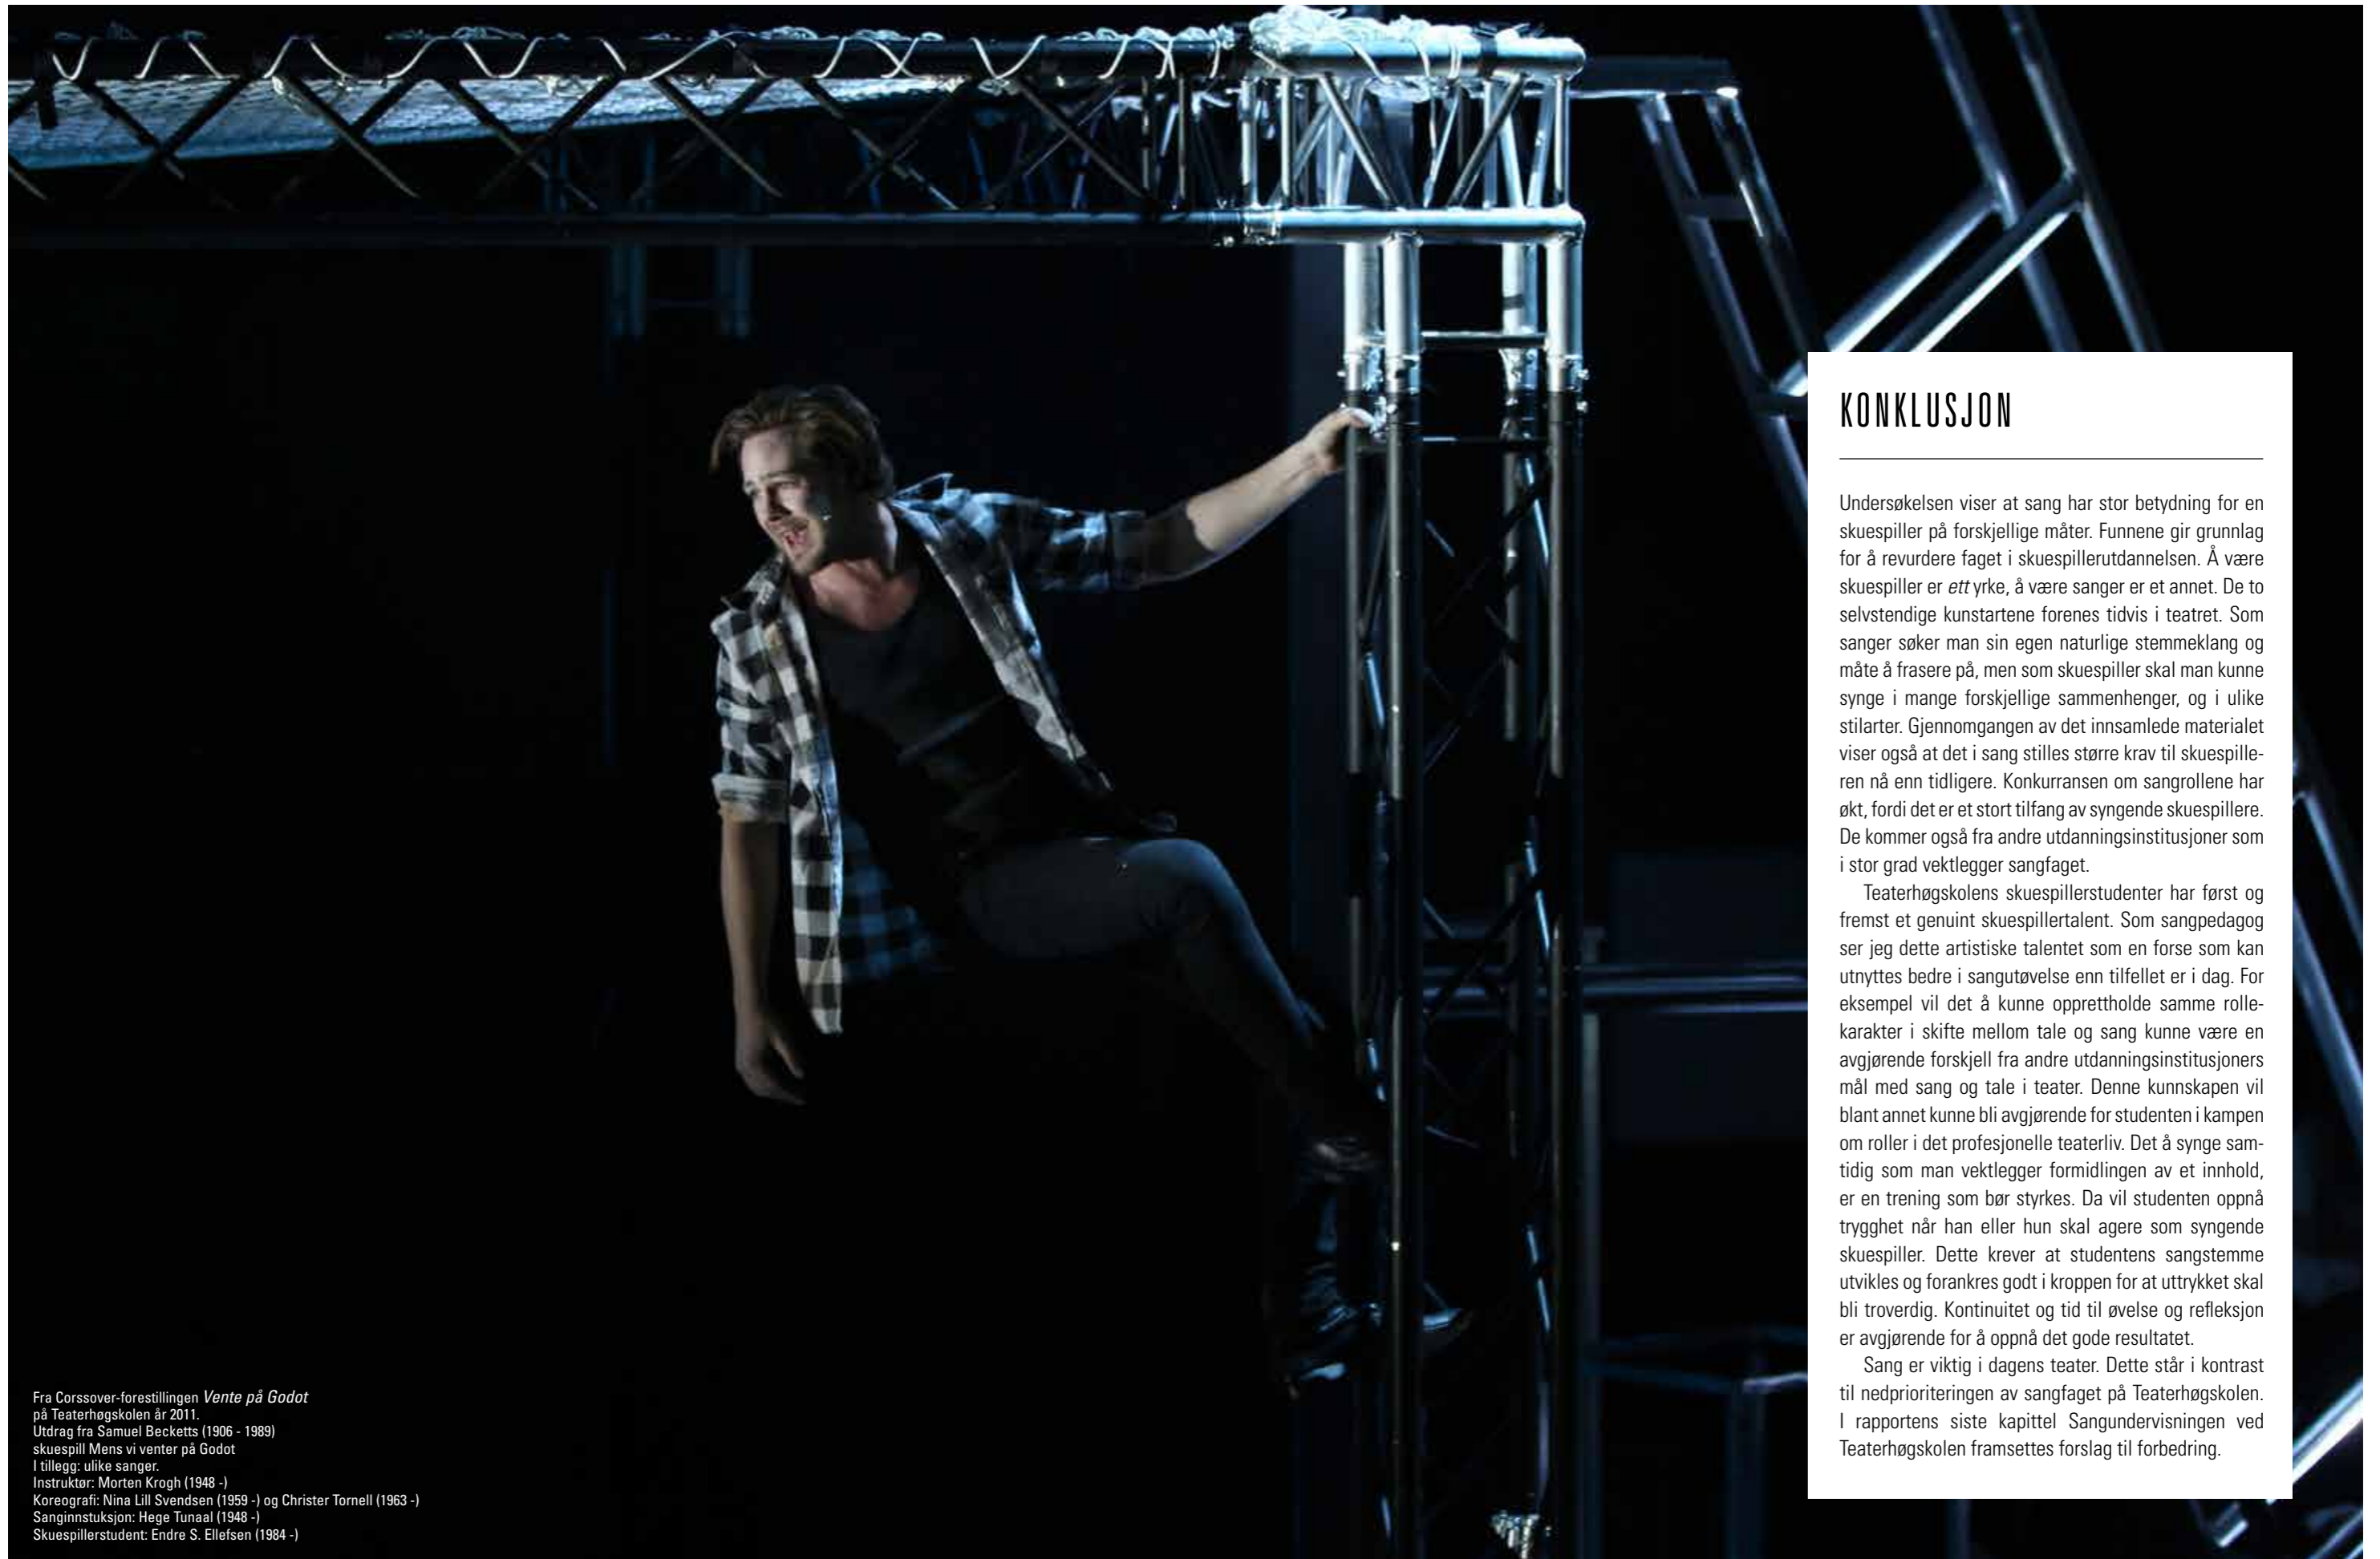 KONKLUSJON
Undersøkelsen viser at sang har stor betydning for en
skuespiller på forskjellige måter. Funnene gir grunnlag
for å revurdere faget i skuespillerutdannelsen. Å være
skuespiller er ett yrke, å være sanger er et annet. De to
selvstendige kunstartene forenes tidvis i teatret. Som
sanger søker man sin egen naturlige stemmeklang og
måte å frasere på, men som skuespiller skal man kunne
synge i mange forskjellige sammenhenger, og i ulike
stilarter. Gjennomgangen av det innsamlede materialet
viser også at det i sang stilles større krav til skuespille-
ren nå enn tidligere. Konkurransen om sangrollene har
økt, fordi det er et stort tilfang av syngende skuespillere.
De kommer også fra andre utdanningsinstitusjoner som
i stor grad vektlegger sangfaget.
Teaterhøgskolens skuespillerstudenter har først og
fremst et genuint skuespillertalent. Som sangpedagog
ser jeg dette artistiske talentet som en forse som kan
utnyttes bedre i sangutøvelse enn tilfellet er i dag. For
eksempel vil det å kunne opprettholde samme rolle-
karakter i skifte mellom tale og sang kunne være en
avgjørende forskjell fra andre utdanningsinstitusjoners
mål med sang og tale i teater. Denne kunnskapen vil
blant annet kunne bli avgjørende for studenten i kampen
om roller i det profesjonelle teaterliv. Det å synge sam-
tidig som man vektlegger formidlingen av et innhold,
er en trening som bør styrkes. Da vil studenten oppnå
trygghet når han eller hun skal agere som syngende
skuespiller. Dette krever at studentens sangstemme
utvikles og forankres godt i kroppen for at uttrykket skal
bli troverdig. Kontinuitet og tid til øvelse og refleksjon
er avgjørende for å oppnå det gode resultatet.
Sang er viktig i dagens teater. Dette står i kontrast
til nedprioriteringen av sangfaget på Teaterhøgskolen.
I rapportens siste kapittel Sangundervisningen ved
Teaterhøgskolen framsettes forslag til forbedring.
Fra Corssover-forestillingen Vente på Godot
på Teaterhøgskolen år 2011.
Utdrag fra Samuel Becketts (1906 - 1989)
skuespill Mens vi venter på Godot
I tillegg: ulike sanger.
Instruktør: Morten Krogh (1948 -)
Koreografi: Nina Lill Svendsen (1959 -) og Christer Tornell (1963 -)
Sanginnstuksjon: Hege Tunaal (1948 -)
Skuespillerstudent: Endre S. Ellefsen (1984 -)